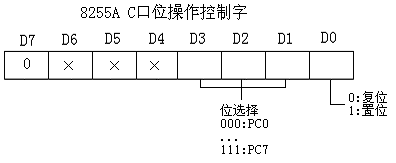 8255A C口位操作控制字
D7 D6 D5 D4 D3 D2 D1 D0
0 × × ×
位选择
000:PC0
...
111:PC7
0:复位
1:置位